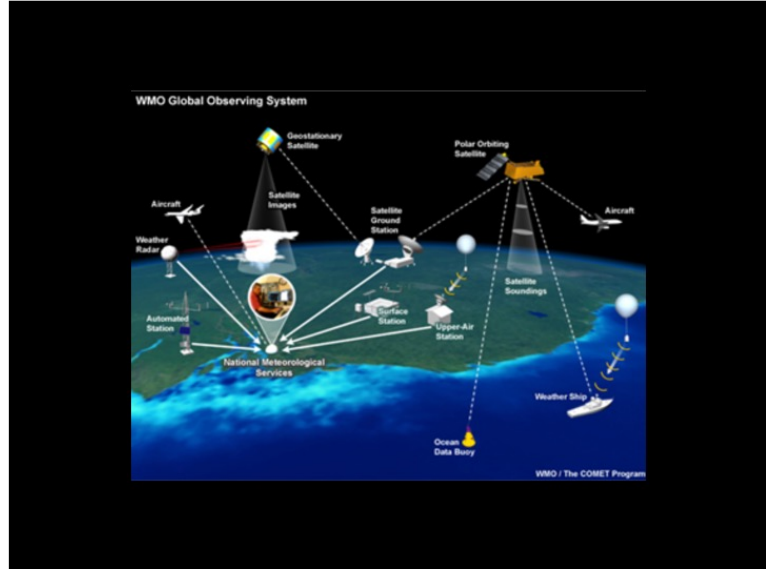 WMO Global Observing System
Geostationary
Satellite
Polar Orbiting
Satellite
Aircraft
Satellite
Images
Satellite
Ground
Station
Aircraft
Weather
Radar
Satellite
Soundings
Automated
Station
Surface
Station
Upper-Air
Station
National Meteorological
Services
Weather Ship
Ocean
Data Buoy
WMO / The COMET Program